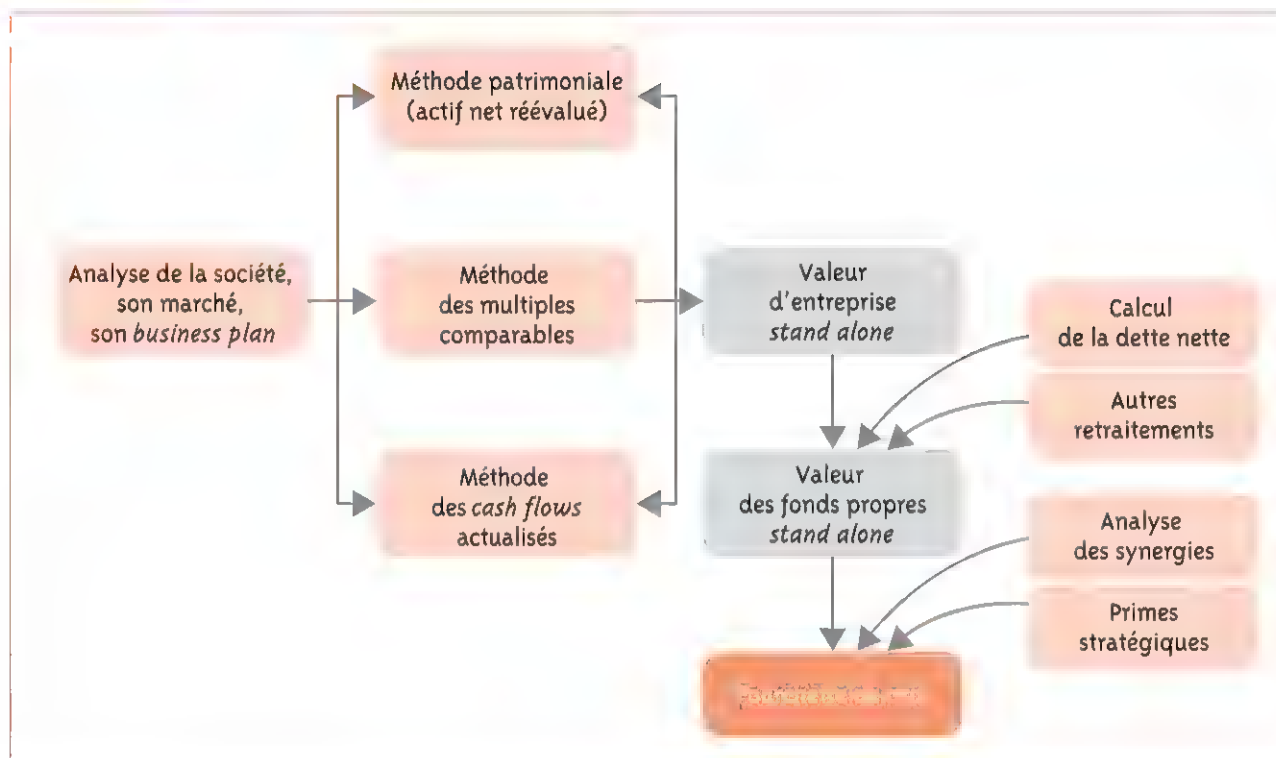 Méthode patrimoniale
(actif net réévalué)
Analyse de la société,
son marché,
son business plan
Méthode
des multiples
comparables
Valeur
d'entreprise
stand alone
Calcul
de la dette nette
Autres
retraitements
Méthode
des cash flows
actualisés
Valeur
des fonds propres
stand alone
Analyse
des synergies
Primes
stratégiques